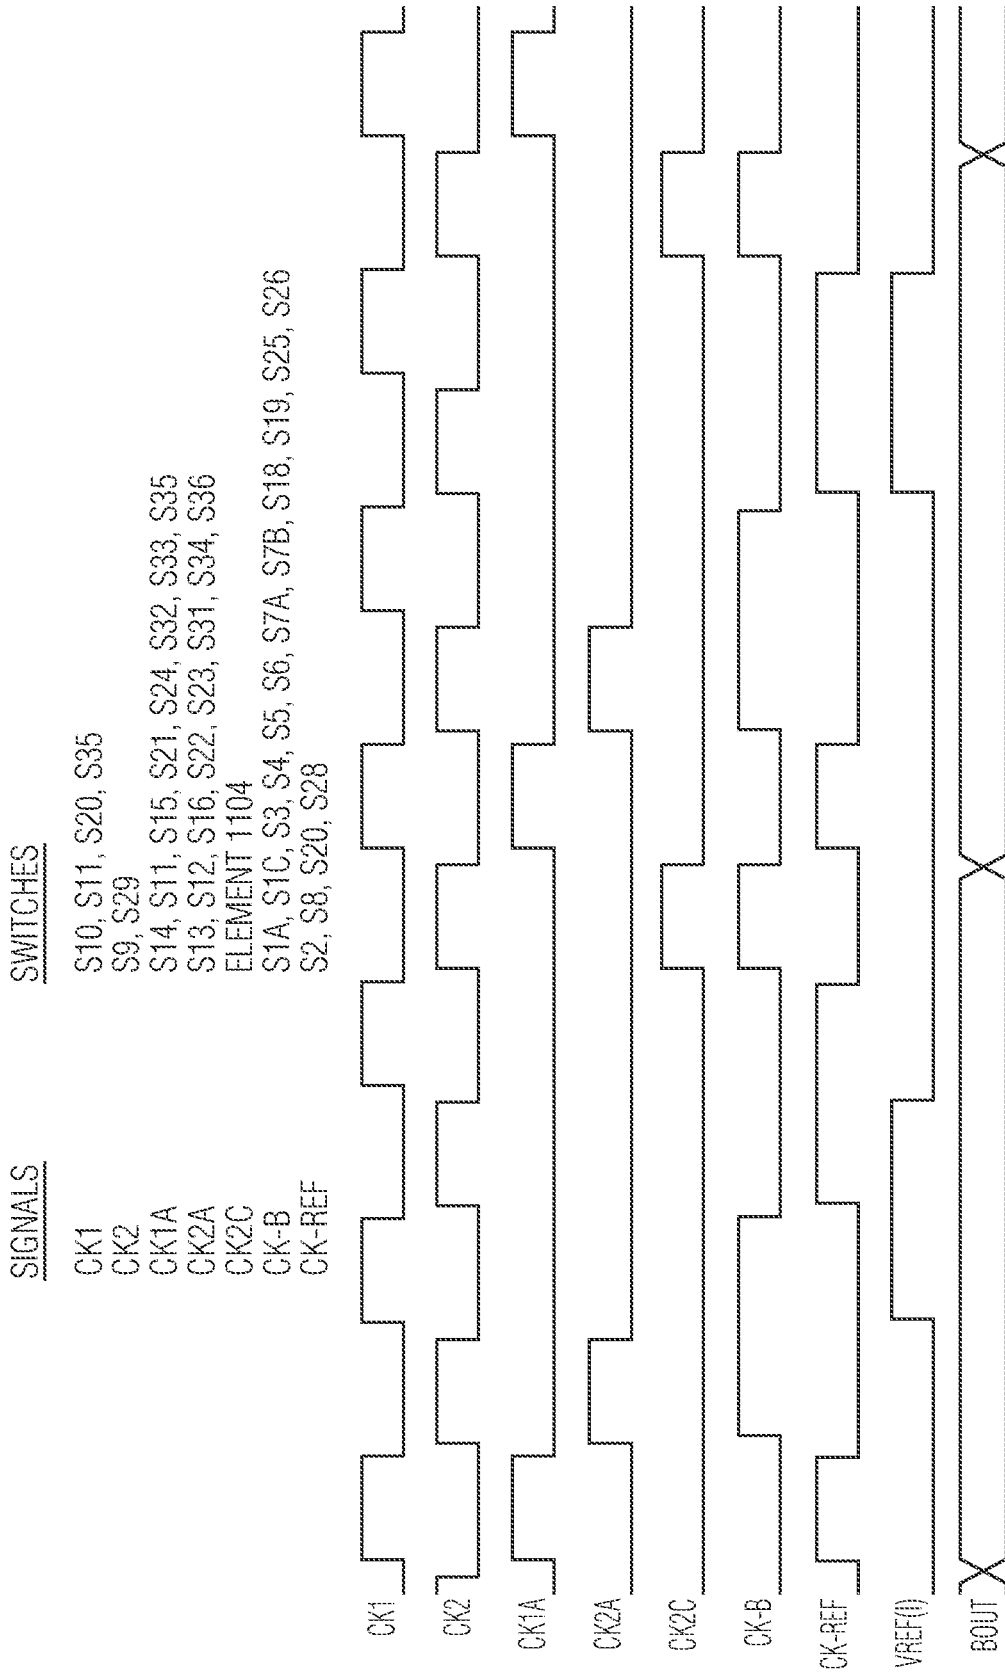 SIGNALS SWITCHES
CK1 S10, S11, S20, S35
CK2 S9, S29
CK1A S14, S11, S15, S21, S24, S32, S33, S35
CK2A S13, S12, S16, S22, S23, S31, S34, S36
CK2C ELEMENT 1104
CK-B S1A, S1C, S3, S4, S5, S6, S7A, S7B, S18, S19, S25, S26
CK-REF S2, S8, S20, S28
CK1
CK2
CK1A
CK2A
CK2C
CK-B
CK-REF
VREF(I)
BOUT